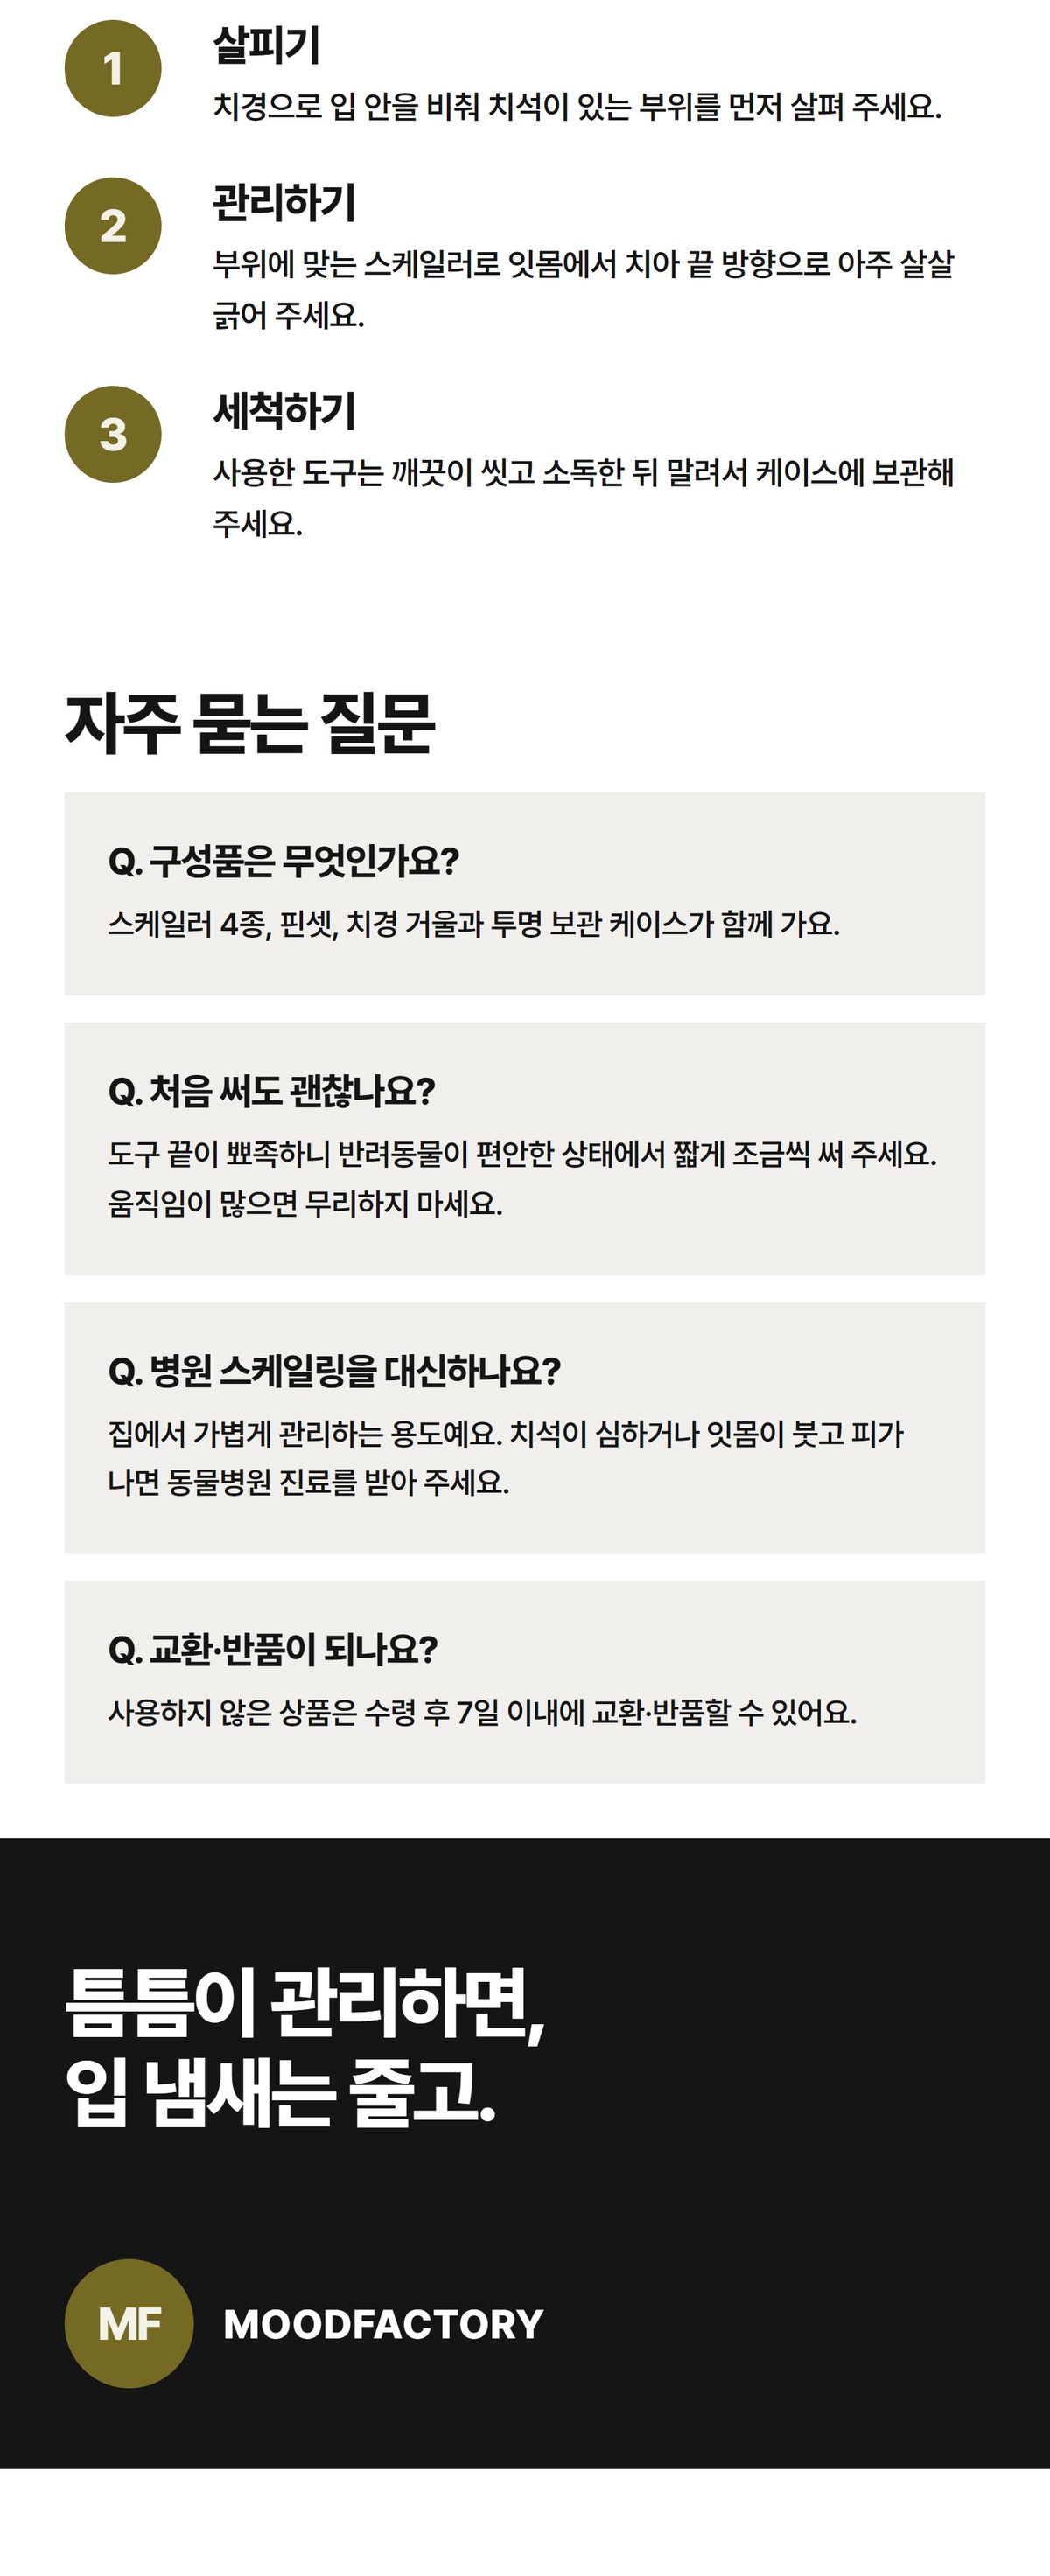 1
살피기
치경으로 입 안을 비춰 치석이 있는 부위를 먼저 살펴 주세요.
2
관리하기
부위에 맞는 스케일러로 잇몸에서 치아 끝 방향으로 아주 살살
긁어 주세요.
3
세척하기
사용한 도구는 깨끗이 씻고 소독한 뒤 말려서 케이스에 보관해
주세요.
자주 묻는 질문
Q. 구성품은 무엇인가요?
스케일러 4종, 핀셋, 치경 거울과 투명 보관 케이스가 함께 가요.
Q. 처음 써도 괜찮나요?
도구 끝이 뾰족하니 반려동물이 편안한 상태에서 짧게 조금씩 써 주세요.
움직임이 많으면 무리하지 마세요.
Q. 병원 스케일링을 대신하나요?
집에서 가볍게 관리하는 용도예요. 치석이 심하거나 잇몸이 붓고 피가
나면 동물병원 진료를 받아 주세요.
Q. 교환·반품이 되나요?
사용하지 않은 상품은 수령 후 7일 이내에 교환·반품할 수 있어요.
틈틈이 관리하면,
입 냄새는 줄고.
MF
MOODFACTORY